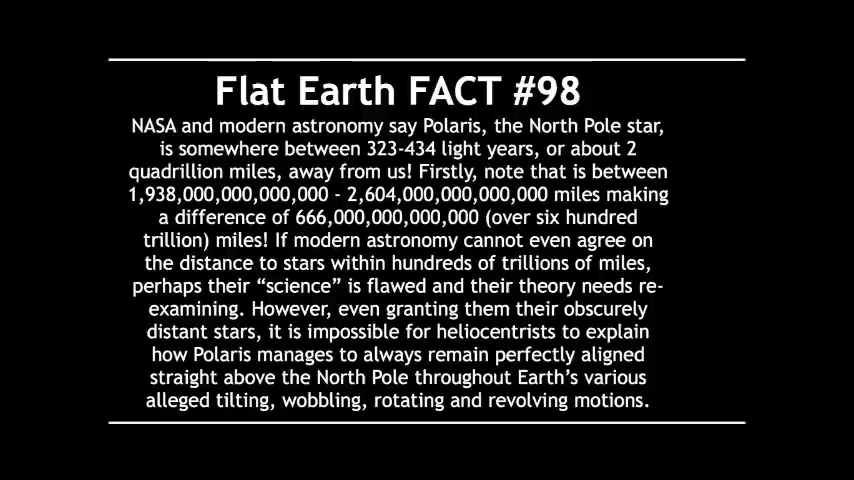 Flat Earth FACT #98
NASA and modern astronomy say Polaris, the North Pole star,
is somewhere between 323-434 light years, or about 2
quadrillion miles, away from us! Firstly, note that is between
1,938,000,000,000,000 - 2,604,000,000,000,000 miles making
a difference of 666,000,000,000,000 (over six hundred
trillion) miles! If modern astronomy cannot even agree on
the distance to stars within hundreds of trillions of miles,
perhaps their “science” is flawed and their theory needs re-
examining. However, even granting them their obscurely
distant stars, it is impossible for heliocentrists to explain
how Polaris manages to always remain perfectly aligned
straight above the North Pole throughout Earth’s various
alleged tilting, wobbling, rotating and revolving motions.